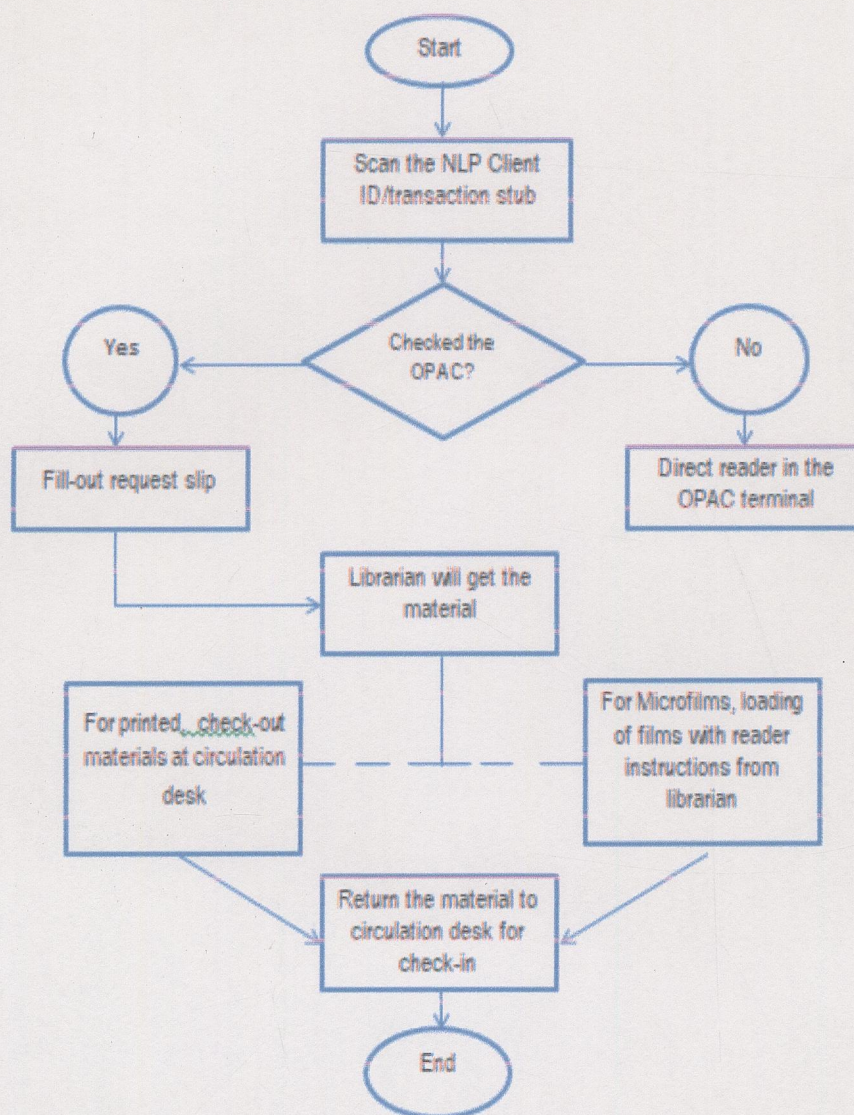 Start
Scan the NLP Client
ID/transaction stub
Checked the
OPAC?
Yes
No
Fill-out request slip
Direct reader in the
OPAC terminal
Librarian will get the
material
For printed, check-out
materials at circulation
desk
For Microfilms, loading
of films with reader
instructions from
librarian
Return the material to
circulation desk for
check-in
End